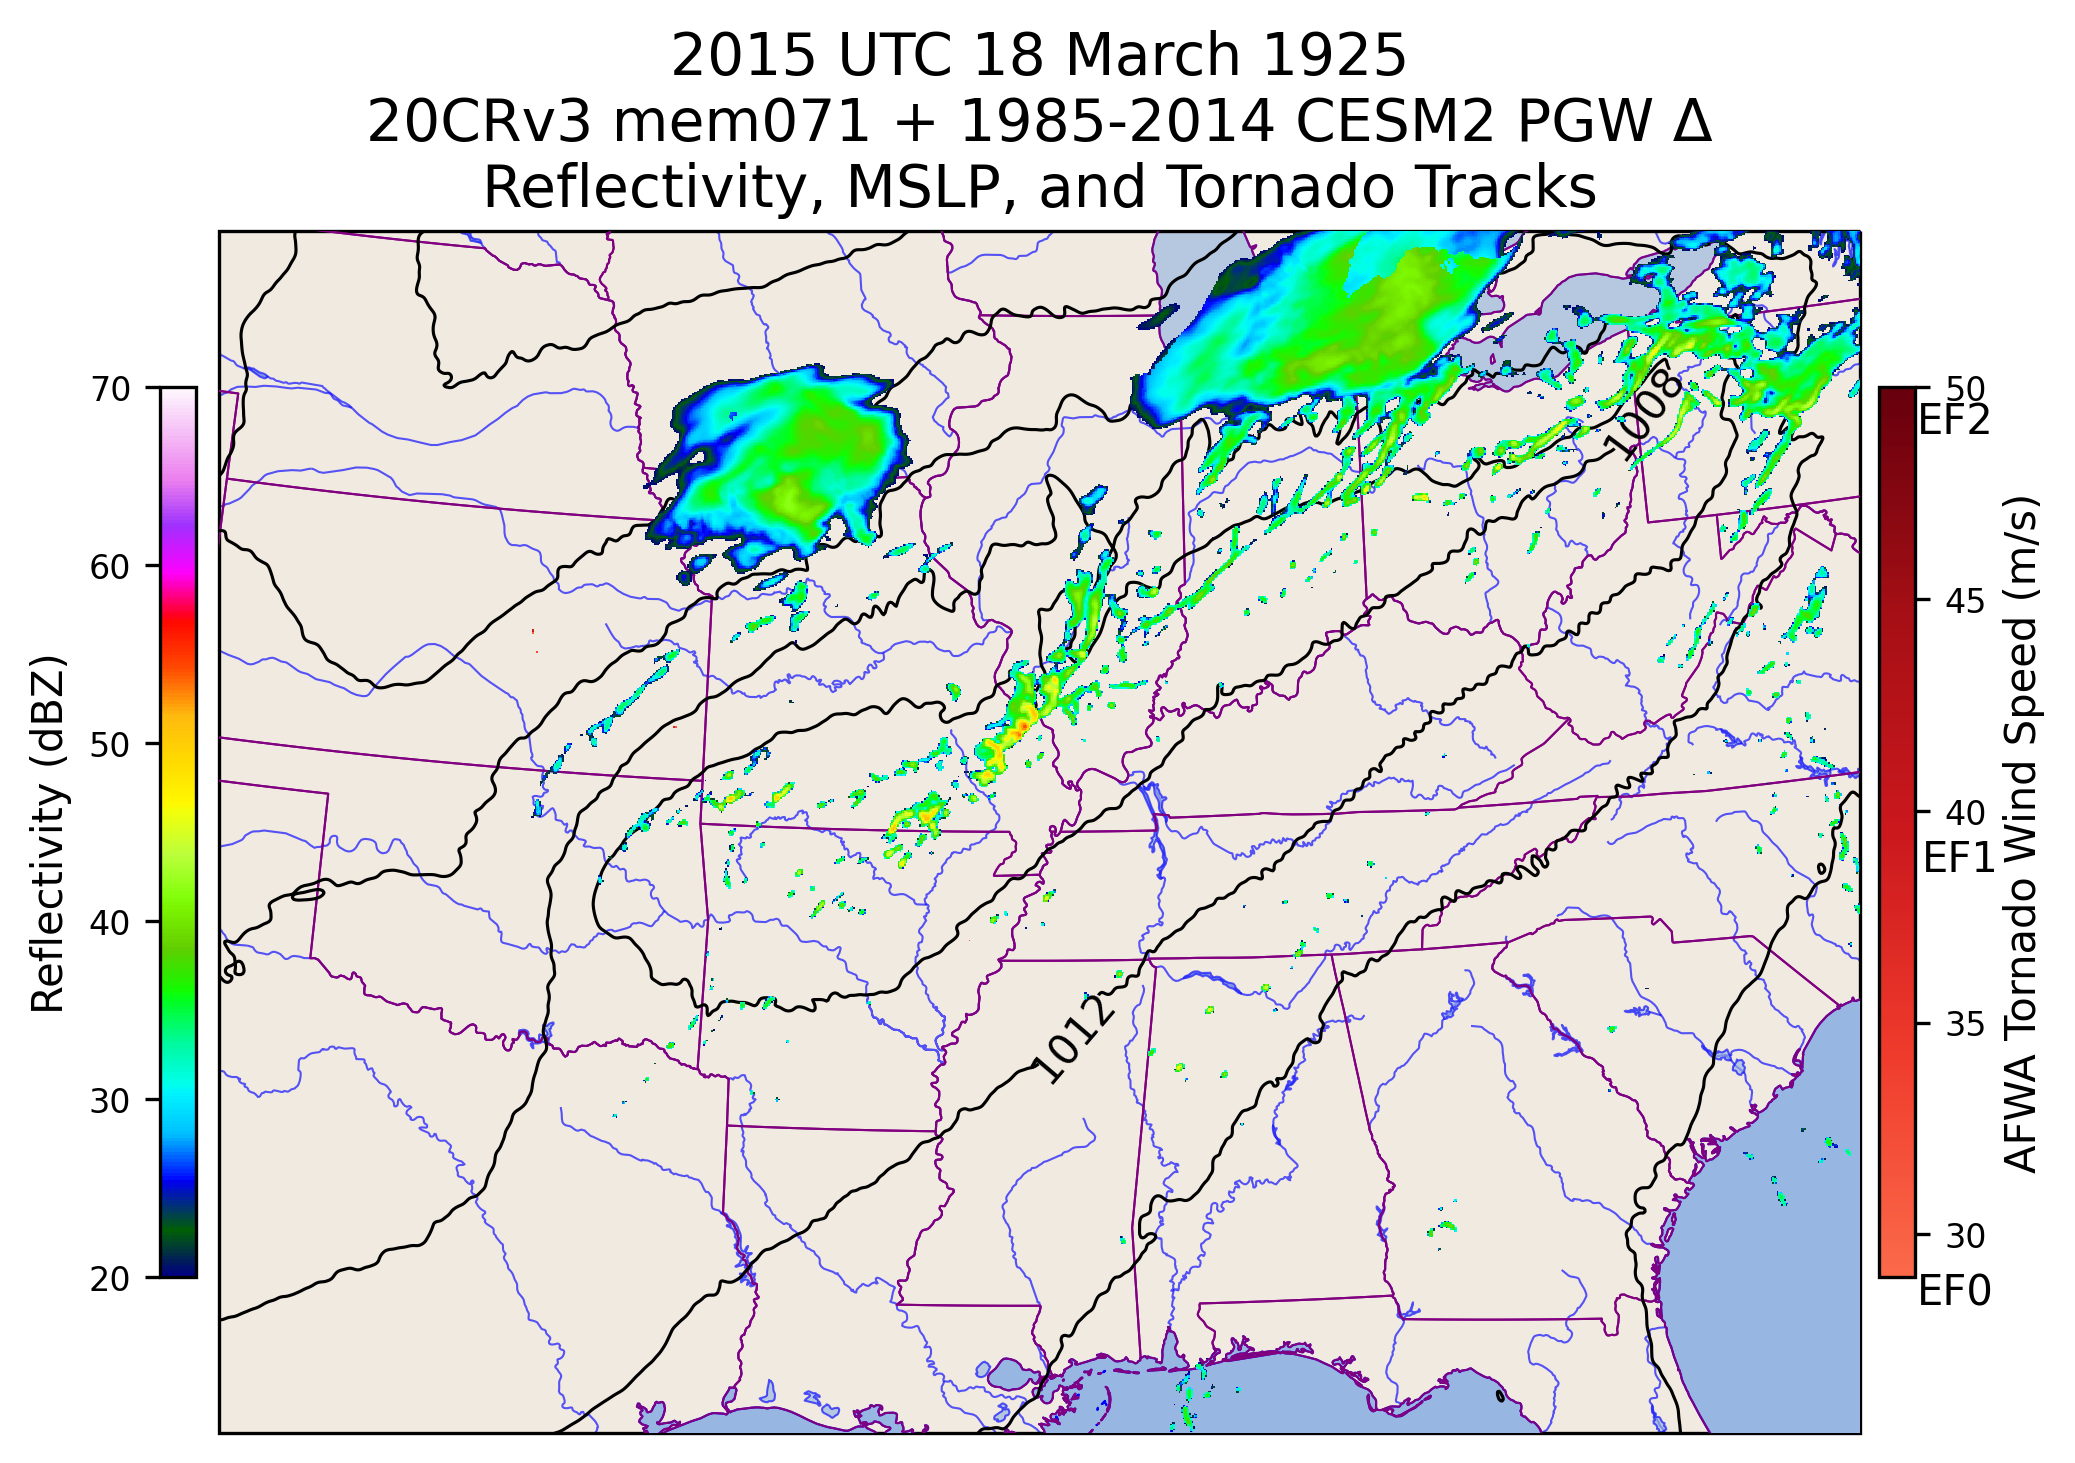 2015 UTC 18 March 1925
20CRv3 mem071 + 1985-2014 CESM2 PGW Δ
Reflectivity, MSLP, and Tornado Tracks
70
60
50
40
30
20
Reflectivity (dBZ)
1008
1012
50
EF2
45
40
EF1
35
30
EF0
AFWA Tornado Wind Speed (m/s)